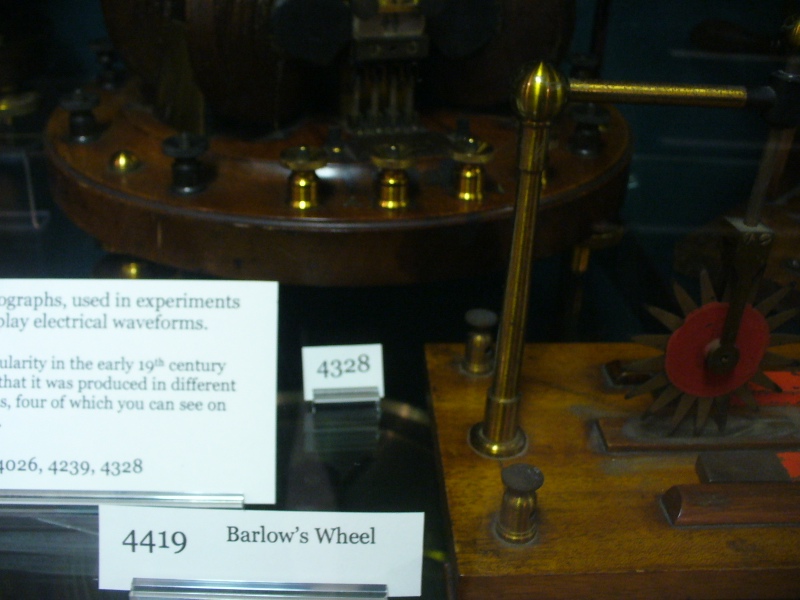 ographs, used in experiments
play electrical waveforms.
ularity in the early 19th century
that it was produced in different
s, four of which you can see on
4026, 4239, 4328
4328
4419 Barlow's Wheel